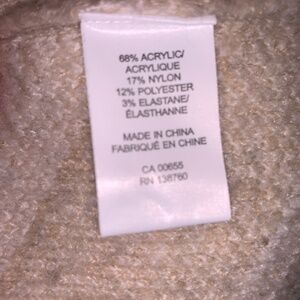 68% ACRYLIC/
ACRYLIQUE
17% NYLON
12% POLYESTER
3% ELASTANE/
ÉLASTHANNE
MADE IN CHINA
FABRIQUÉ EN CHINE
CA 00655
RN 138760